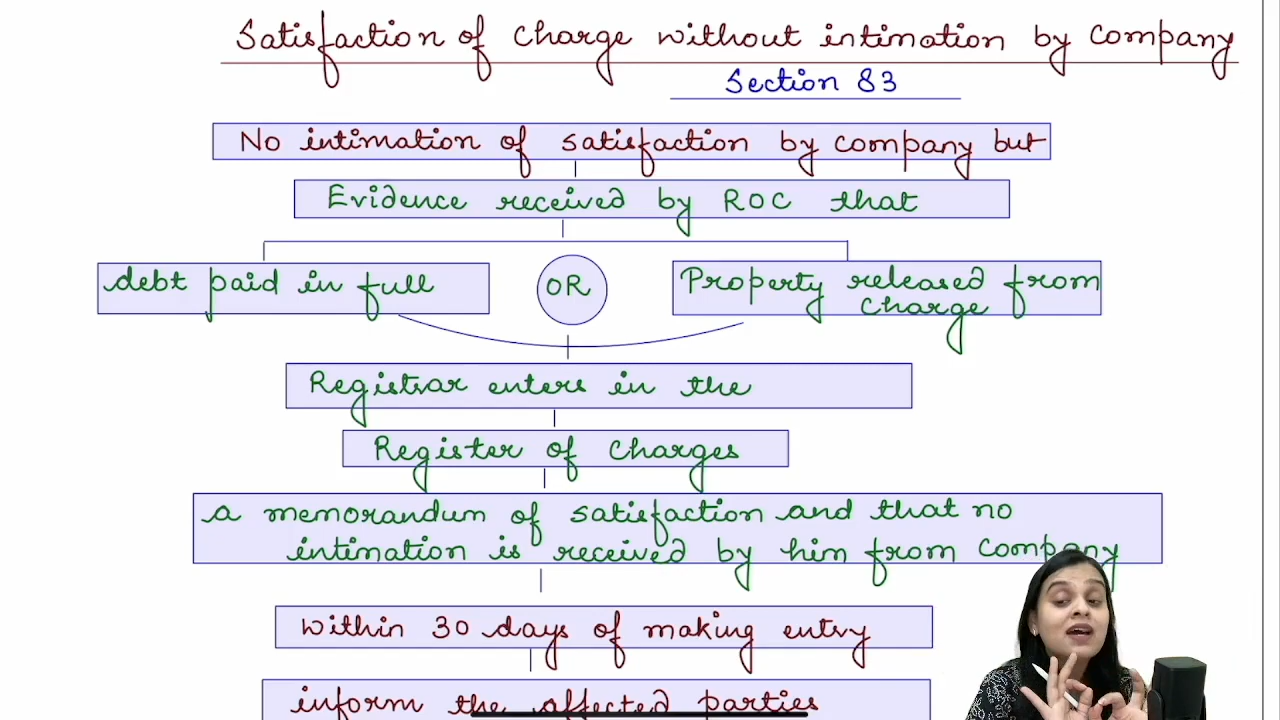 Satisfaction of charge without intimation by company
Section 83
No intimation of satisfaction by company but
Evidence received by ROC that
debt paid in full
OR
Property released from
charge
Registrar enters in the
Register of Charges
a memorandum of satisfaction and that no
intimation is received by him from company
within 30 days of making entry
inform the affected parties